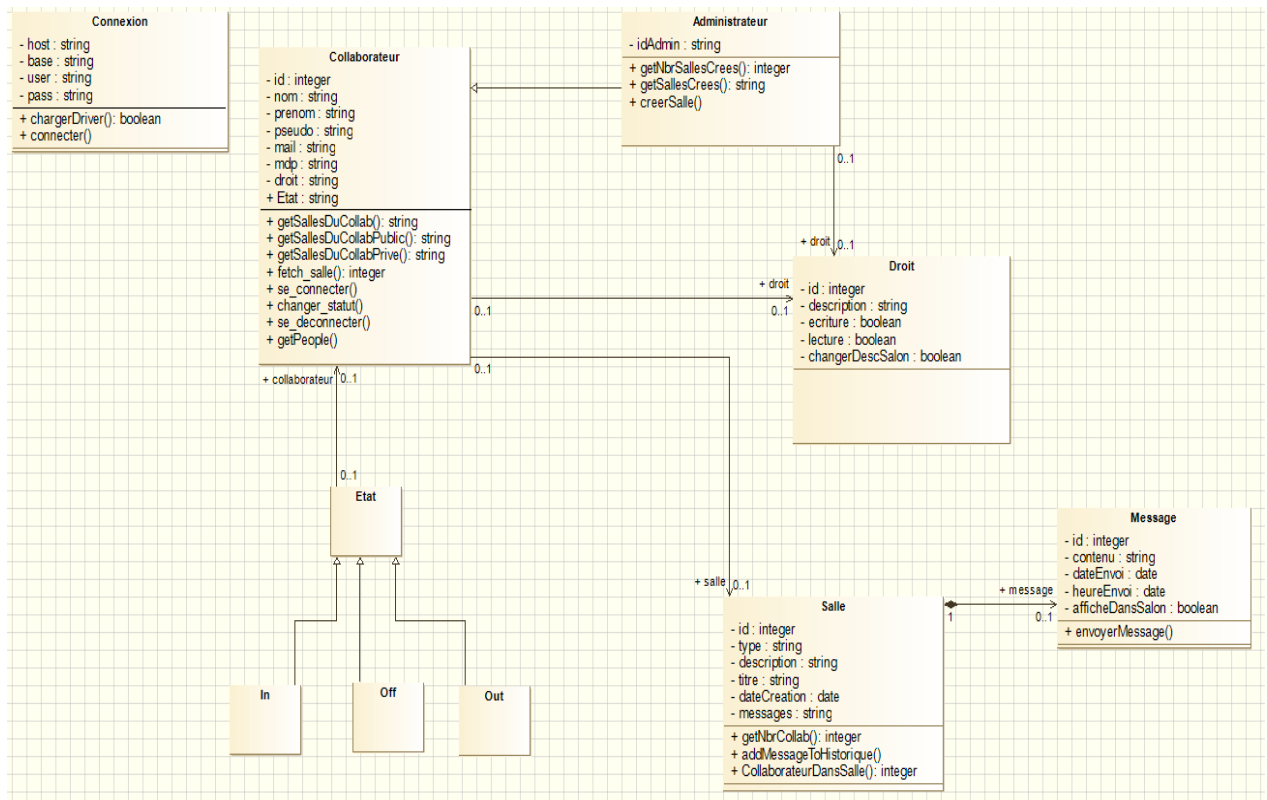 Connexion
- host : string
- base : string
- user : string
- pass : string
+ chargerDriver(): boolean
+ connecter()
Collaborateur
- id : integer
- nom : string
- prenom : string
- pseudo : string
- mail : string
- mdp : string
- droit : string
+ Etat : string
+ getSallesDuCollab(): string
+ getSallesDuCollabPublic(): string
+ getSallesDuCollabPrive(): string
+ fetch_salle(): integer
+ se_connecter()
+ changer_statut()
+ se_deconnecter()
+ getPeople()
Administrateur
- idAdmin : string
+ getNbrSallesCrees(): integer
+ getSallesCrees(): string
+ creerSalle()
0..1
+ droit
0..1
Droit
- id : integer
- description : string
- ecriture : boolean
- lecture : boolean
- changerDescSalon : boolean
+ droit
0..1
0..1
0..1
+ collaborateur
0..1
0..1
Etat
In
Off
Out
+ salle
0..1
Salle
- id : integer
- type : string
- description : string
- titre : string
- dateCreation : date
- messages : string
+ getNbrCollab(): integer
+ addMessageToHistorique()
+ CollaborateurDansSalle(): integer
1
+ message
0..1
Message
- id : integer
- contenu : string
- dateEnvoi : date
- heureEnvoi : date
- afficheDansSalon : boolean
+ envoyerMessage()